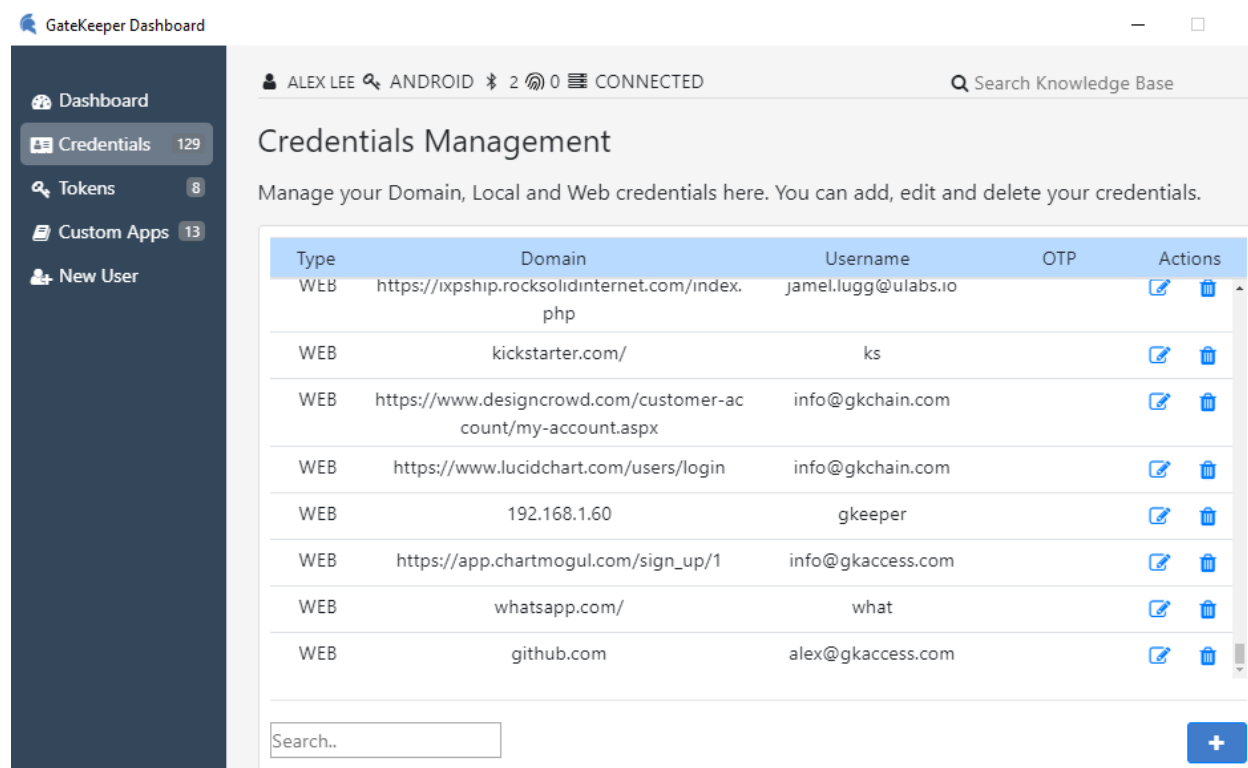 GateKeeper Dashboard
ALEX LEE ANDROID 2 0 CONNECTED
Search Knowledge Base
Dashboard
Credentials 129
Tokens 8
Custom Apps 13
New User
Credentials Management
Manage your Domain, Local and Web credentials here. You can add, edit and delete your credentials.
Type Domain Username OTP Actions
WEB https://ixpship.rocksolidinternet.com/index. jamel.lugg@ulabs.io
php
WEB kickstarter.com/ ks
WEB https://www.designcrowd.com/customer-ac info@gkchain.com
count/my-account.aspx
WEB https://www.lucidchart.com/users/login info@gkchain.com
WEB 192.168.1.60 gkeeper
WEB https://app.chartmogul.com/sign_up/1 info@gkaccess.com
WEB whatsapp.com/ what
WEB github.com alex@gkaccess.com
Search..
+